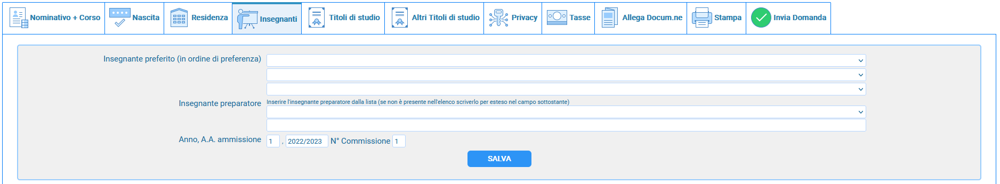 Nominativo + Corso
Nascita
Residenza
Insegnanti
Titoli di studio
Altri Titoli di studio
Privacy
Tasse
Allega Docum.ne
Stampa
Invia Domanda
Insegnante preferito (in ordine di preferenza)
Insegnante preparatore
Inserire l'insegnante preparatore dalla lista (se non è presente nell'elenco scriverlo per esteso nel campo sottostante)
Anno, A.A. ammissione 1 , 2022/2023 N° Commissione 1
SALVA